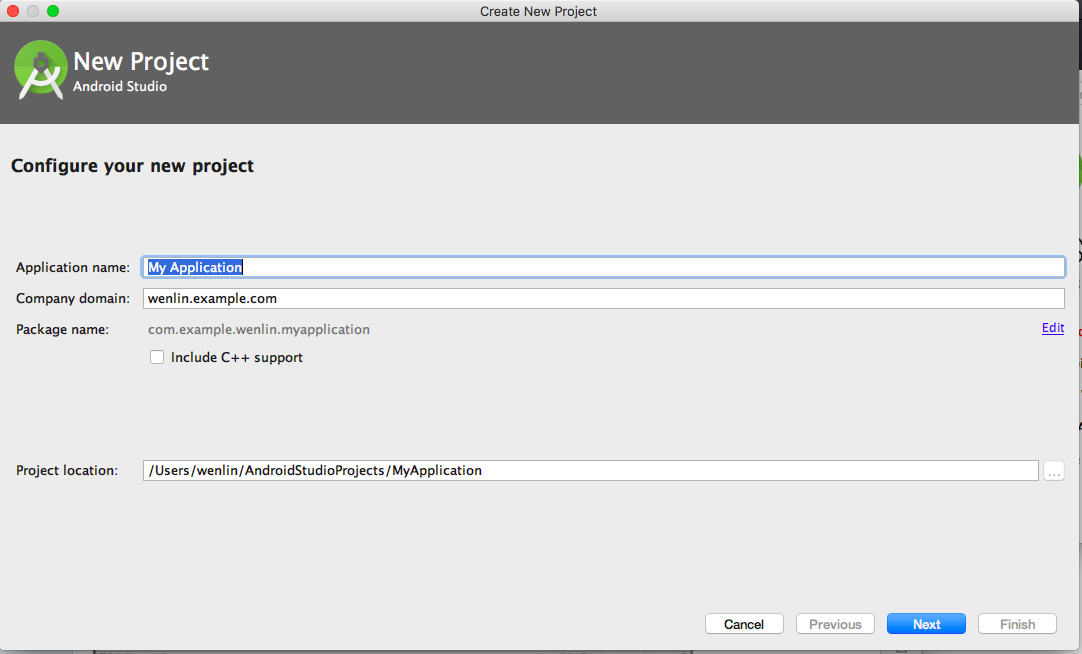 Create New Project
New Project
Android Studio
Configure your new project
Application name: My Application
Company domain: wenlin.example.com
Package name: com.example.wenlin.myapplication Edit
Include C++ support
Project location: /Users/wenlin/AndroidStudioProjects/MyApplication ...
Cancel Previous Next Finish